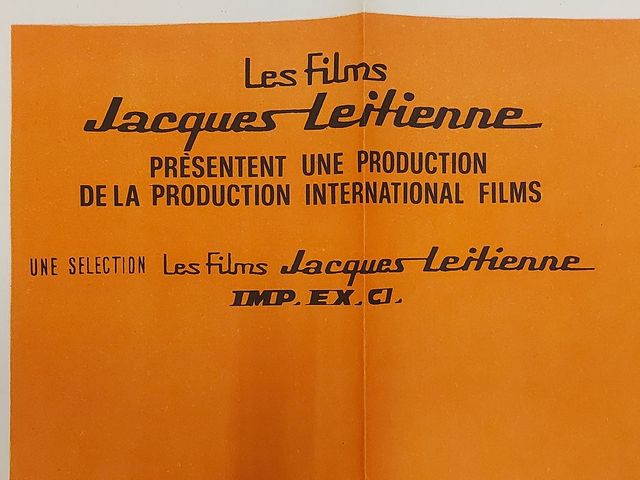 Les Films
Jacques Leitienne
PRÉSENTENT UNE PRODUCTION
DE LA PRODUCTION INTERNATIONAL FILMS
UNE SELECTION Les Films Jacques Leitienne
IMP. EX. CI.